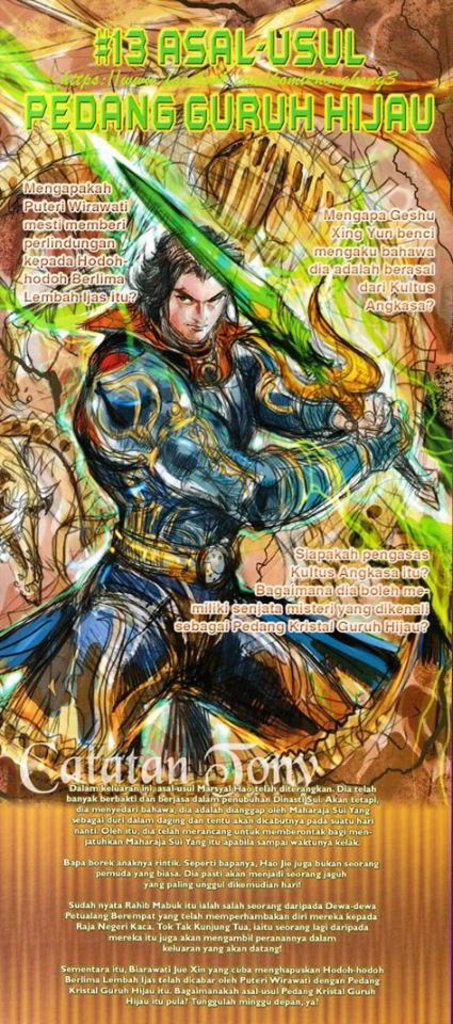 #13 ASAL-USUL
PEDANG GURUH HIJAU
Mengapakah
Puteri Wirawati
mesti memberi
perlindungan
kepada Hodoh-
hodoh Berlima
Lembah Ijas itu?
Mengapa Geshu
Xing Yun benci
mengaku bahawa
dia adalah berasal
dari Kultus
Angkasa?
Siapakah pengasas
Kultus Angkasa itu?
Bagaimana dia boleh me-
miliki senjata misteri yang dikenali
sebagai Pedang Kristal Guruh Hijau?
Catatan Tony
Dalam keluaran ini, asal-usul Marsyal Hao telah diterangkan. Dia telah
banyak berbakti dan berjasa dalam penubuhan Dinasti Sui. Akan tetapi,
dia menyedari bahawa, dia adalah dianggap oleh Maharaja Sui Yang
sebagai duri dalam daging dan tentu akan dicabutnya pada suatu hari
nanti. Oleh itu, dia telah merancang untuk memberontak bagi men-
jatuhkan Maharaja Sui Yang itu apabila sampai waktunya kelak.
Bapa borek anaknya rintik. Seperti bapanya, Hao Jie juga bukan seorang
pemuda yang biasa. Dia pasti akan menjadi seorang jaguh
yang paling unggul dikemudian hari!
Sudah nyata Rahib Mabuk itu ialah salah seorang daripada Dewa-dewa
Petualang Berempat yang telah memperhambakan diri mereka kepada
Raja Negeri Kaca. Tok Tak Kunjung Tua, iaitu seorang lagi daripada
mereka itu juga akan mengambil peranannya dalam
keluaran yang akan datang!
Sementara itu, Biarawati Jue Xin yang cuba menghapuskan Hodoh-hodoh
Berlima Lembah Ijas telah dicabar oleh Puteri Wirawati dengan Pedang
Kristal Guruh Hijau itu. Bagaimanakah asal-usul Pedang Kristal Guruh
Hijau itu pula? Tunggulah minggu depan, ya!